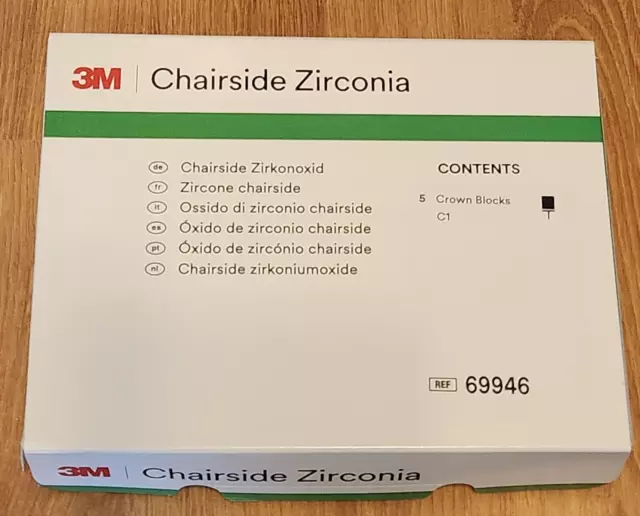 3M Chairside Zirconia
de Chairside Zirkonoxid
fr Zircone chairside
it Ossido di zirconio chairside
es Óxido de zirconio chairside
pt Óxido de zircónio chairside
nl Chairside zirkoniumoxide
CONTENTS
5 Crown Blocks
C1
REF 69946
3M Chairside Zirconia